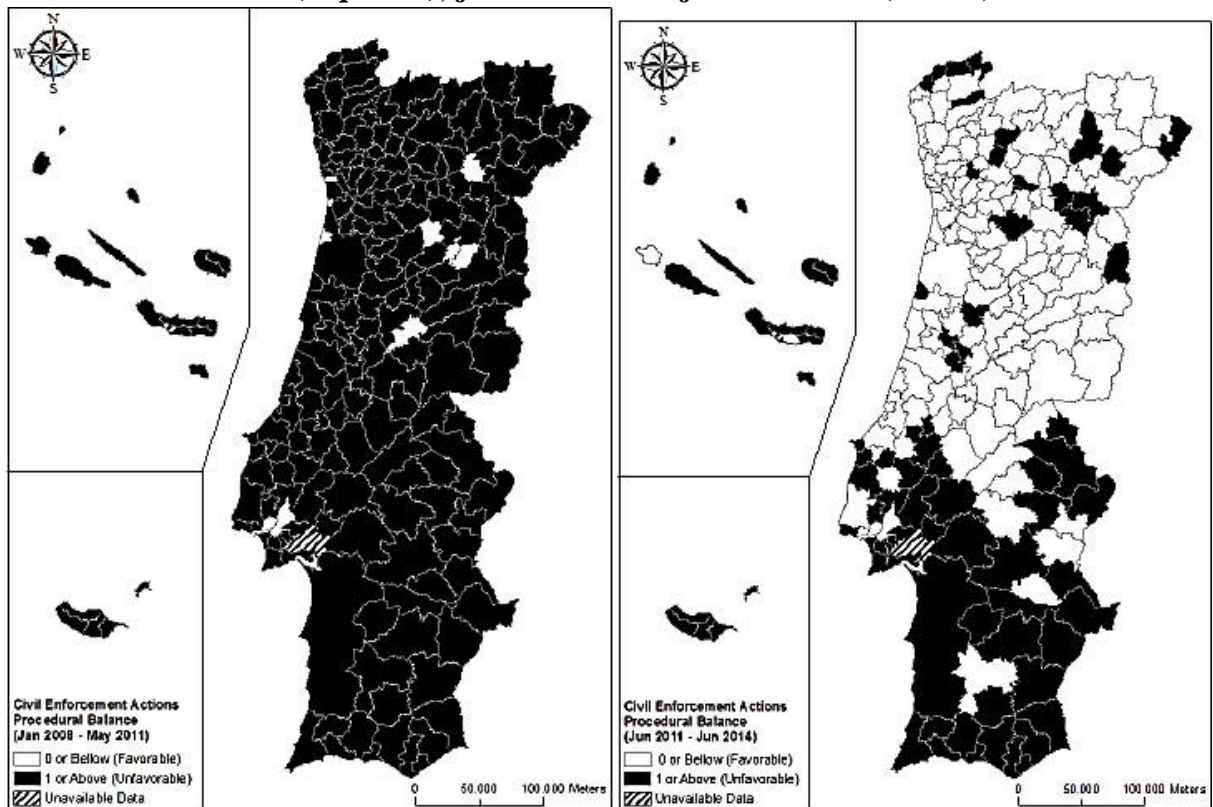 N
W E
S
Civil Enforcement Actions
Procedural Balance
(Jan 2008 - May 2011)
0 or Bellow (Favorable)
1 or Above (Unfavorable)
Unavailable Data
0 50.000 100.000 Meters
N
W E
S
Civil Enforcement Actions
Procedural Balance
(Jun 2011 - Jun 2014)
0 or Bellow (Favorable)
1 or Above (Unfavorable)
Unavailable Data
0 50.000 100.000 Meters